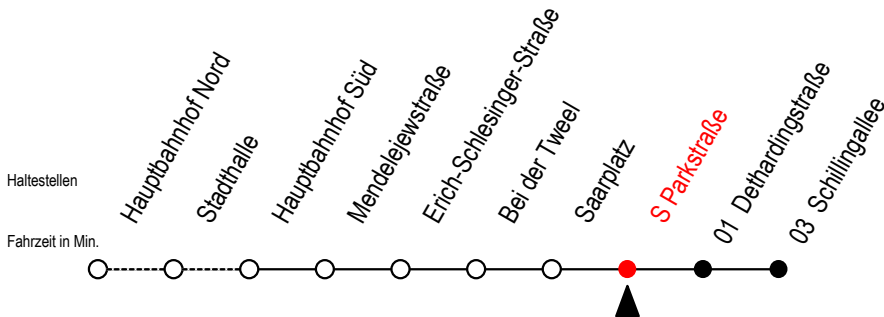 Haltestellen
Fahrzeit in Min.
Hauptbahnhof Nord
Stadthalle
Hauptbahnhof Süd
Mendelejewstraße
Erich-Schlesinger-Straße
Bei der Tweel
Saarplatz
S Parkstraße
01 Dethardingstraße
03 Schillingallee